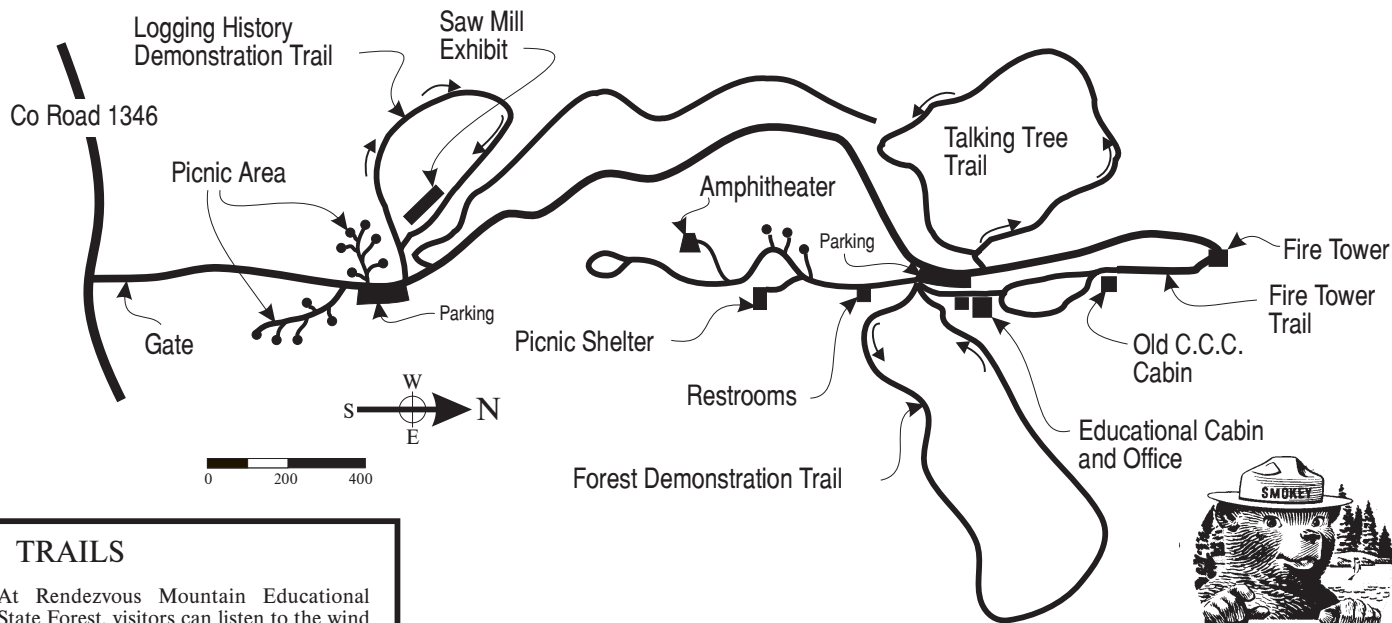 Logging History
Demonstration Trail
Saw Mill
Exhibit
Co Road 1346
Picnic Area
Talking Tree
Trail
Amphitheater
Parking
Fire Tower
Fire Tower
Trail
Parking
Gate
Picnic Shelter
Old C.C.C.
Cabin
W
S
N
E
Restrooms
Educational Cabin
and Office
Forest Demonstration Trail
0 200 400
SMOKEY
TRAILS
At Rendezvous Mountain Educational
State Forest, visitors can listen to the wind